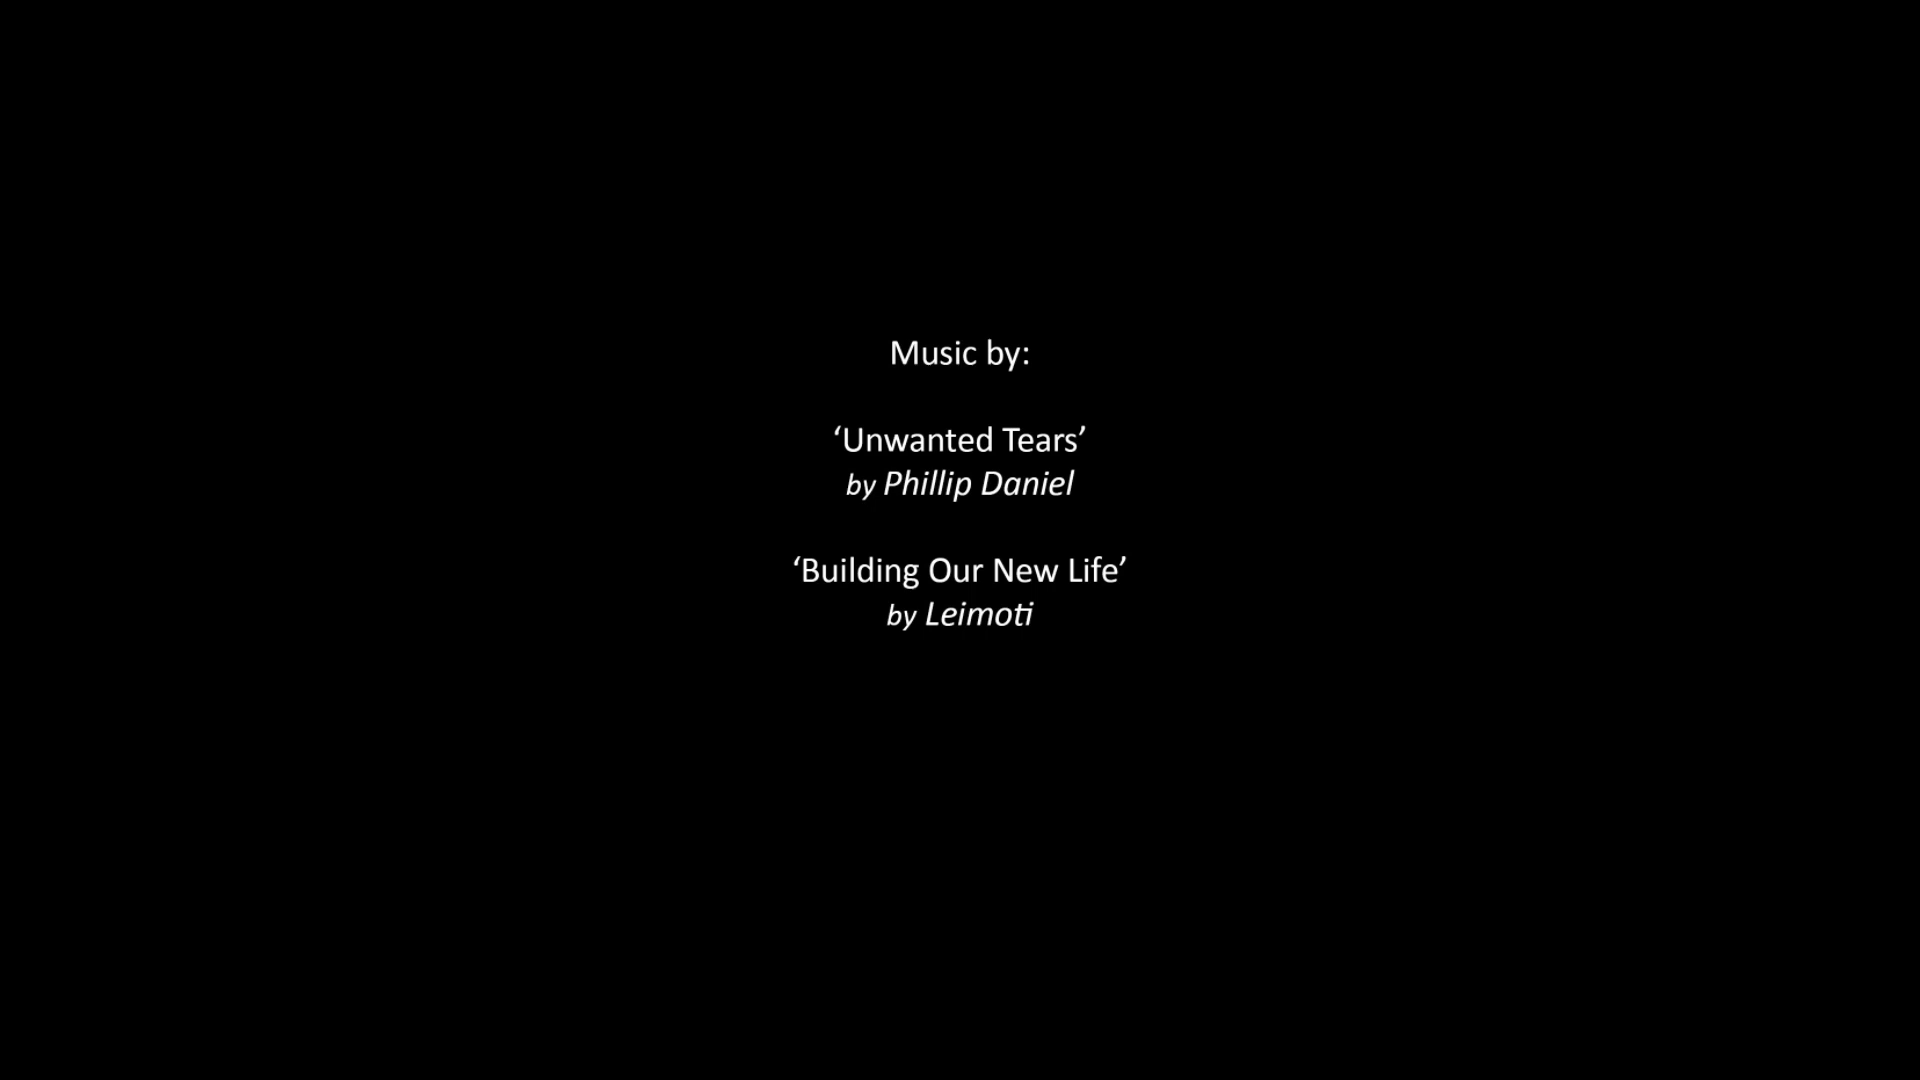 Music by:
‘Unwanted Tears’
by Phillip Daniel
‘Building Our New Life’
by Leimoti